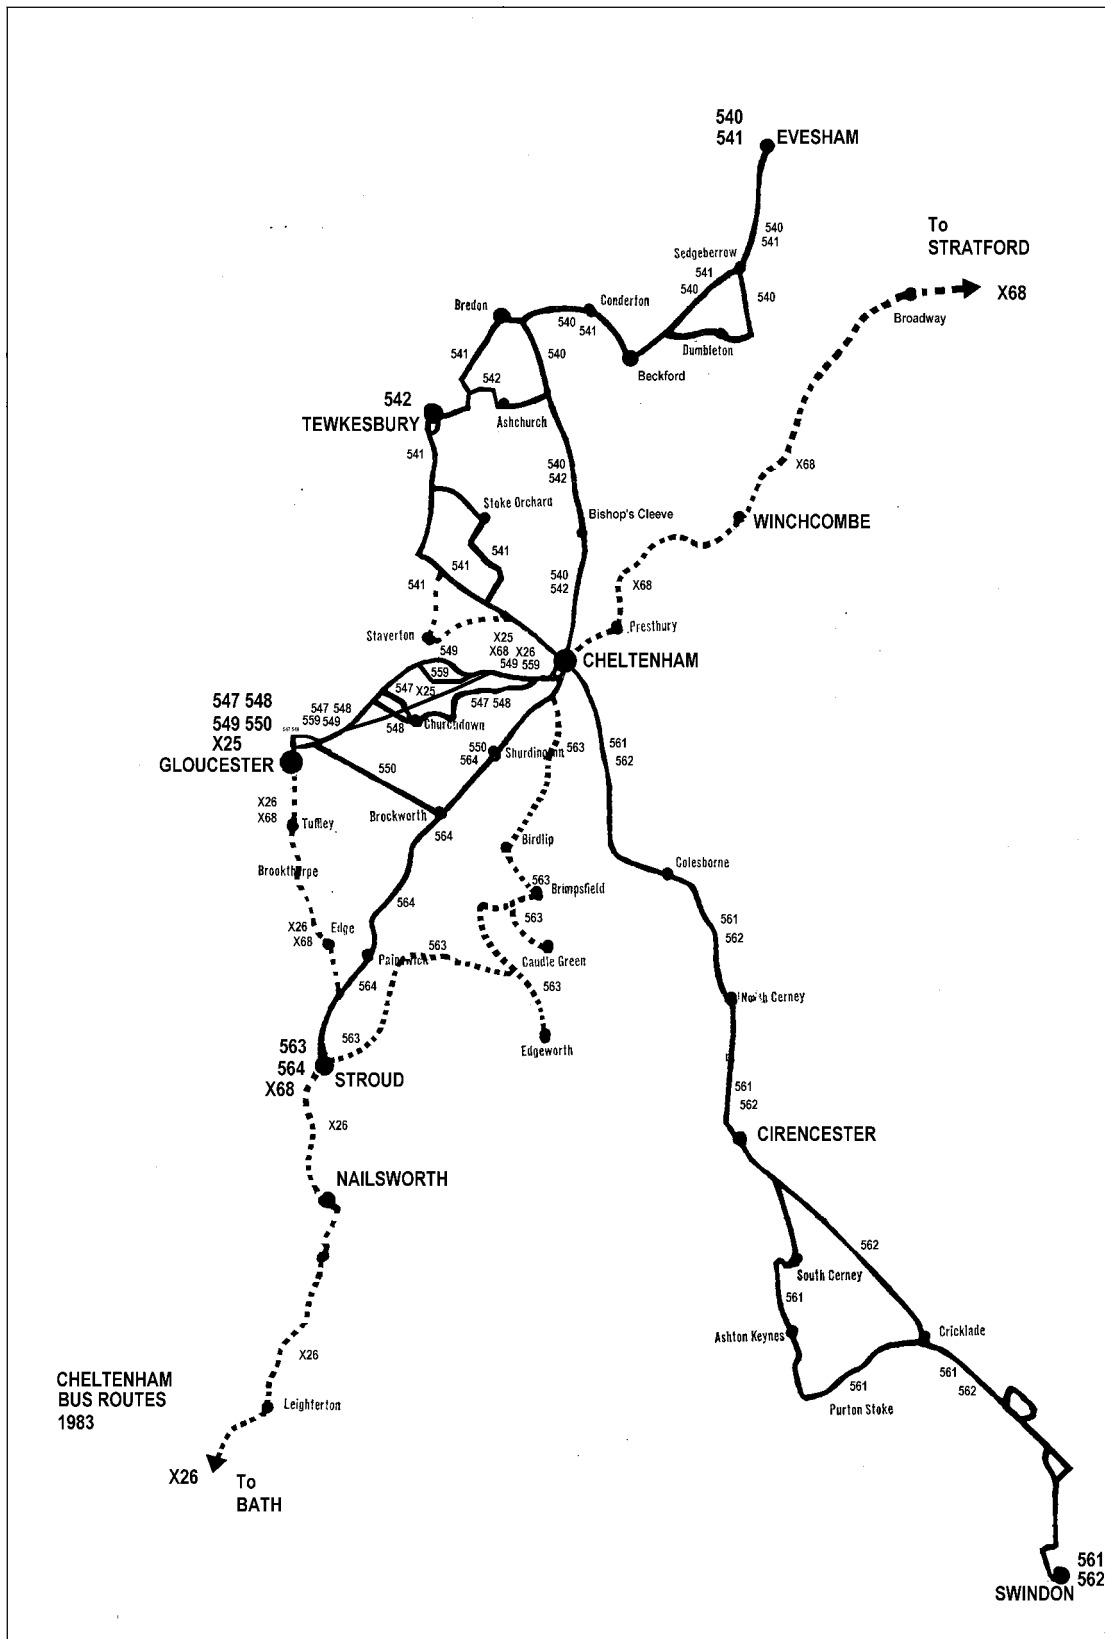 540
541
EVESHAM
To
STRATFORD
X68
540
541
Sedgeberrow
541
540
540
Broadway
Bredon
Conderton
540
541
Dumbleton
541
540
542
Beckford
542
TEWKESBURY
Ashchurch
541
540
542
X68
Stoke Orchard
Bishop's Cleeve
WINCHCOMBE
541
541
541
540
542
X68
Staverton
Presthury
X25
X68 X26
549 559
549
CHELTENHAM
559
547 548
549 550
X25
GLOUCESTER
547 X25
547 548
547 548
559 549
547 548
548
Churchdown
550
564
Shurdington
563
561
562
550
X26
X68
Tuffley
Brockworth
564
Birdlip
Brookthorpe
Colesborne
563
Brimpsfield
564
563
X26
X68
Edge
561
562
Painswick
563
Caudle Green
564
563
North Cerney
563
564
X68
STROUD
563
Edgeworth
561
562
X26
CIRENCESTER
NAILSWORTH
562
South Cerney
561
Ashton Keynes
Cricklade
X26
561
562
561
Purton Stoke
CHELTENHAM
BUS ROUTES
1983
Leighterton
X26
To
BATH
561
562
SWINDON